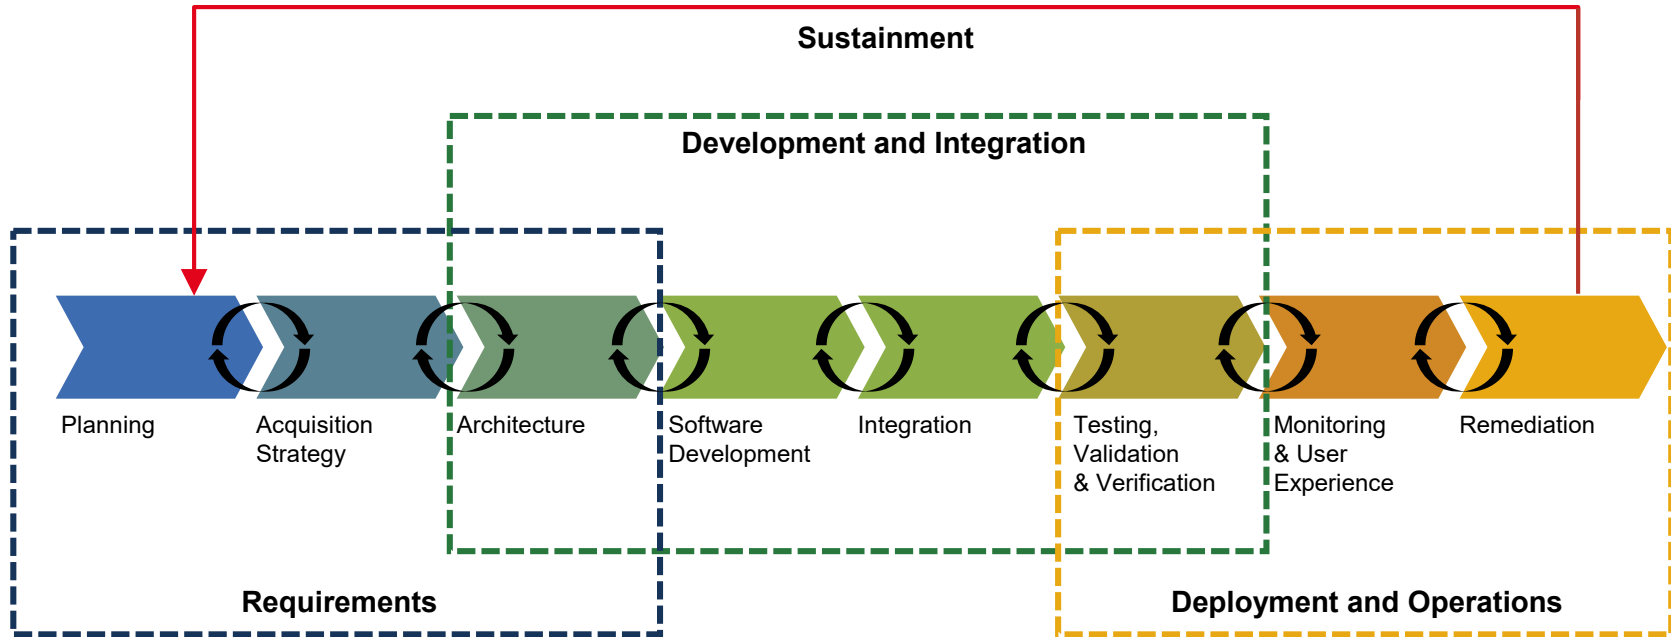 Sustainment
Development and Integration
Planning
Acquisition
Strategy
Architecture
Software
Development
Integration
Testing,
Validation
& Verification
Monitoring
& User
Experience
Remediation
Requirements
Deployment and Operations